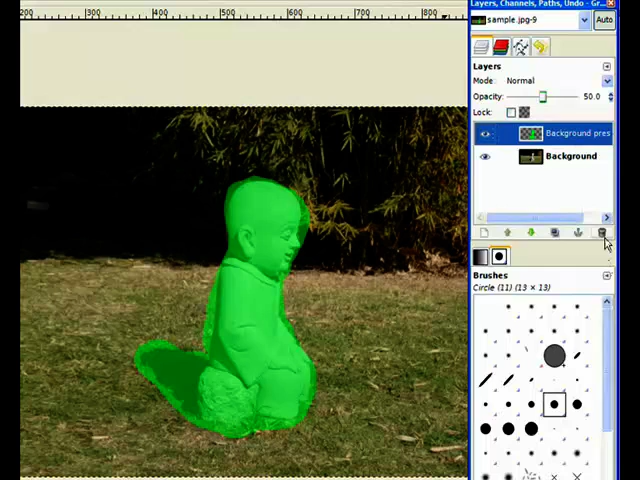 Layers, Channels, Paths, Undo - Gr...
200 300 400 500 600 700 800
sample.jpg-9 Auto
Layers
Mode: Normal
Opacity: 50.0
Lock:
Background pres
Background
Brushes
Circle (11) (13 × 13)